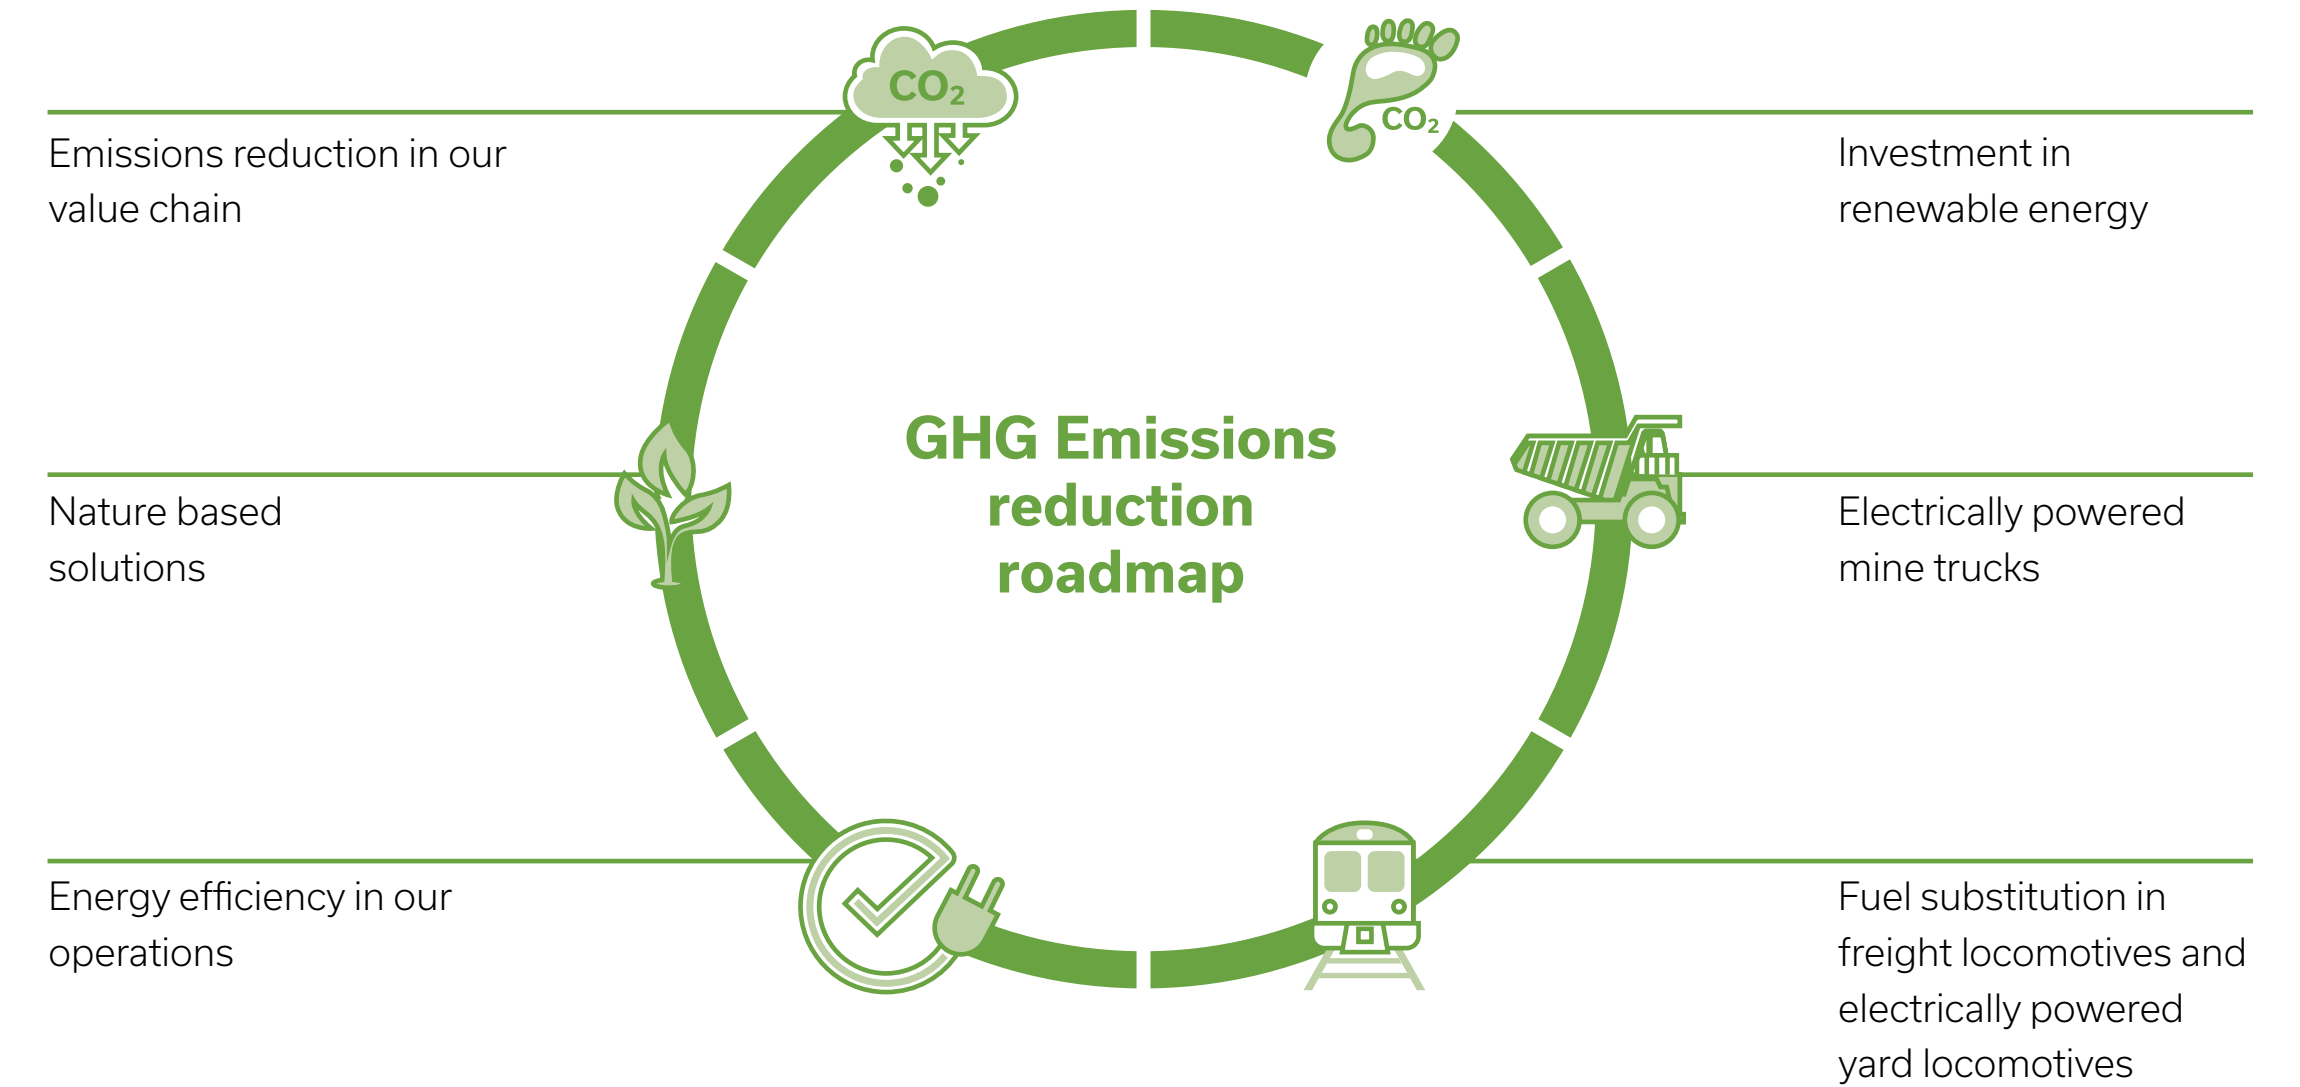 CO₂
CO₂
Emissions reduction in our
value chain
Investment in
renewable energy
GHG Emissions
reduction
roadmap
Nature based
solutions
Electrically powered
mine trucks
Energy efficiency in our
operations
Fuel substitution in
freight locomotives and
electrically powered
yard locomotives